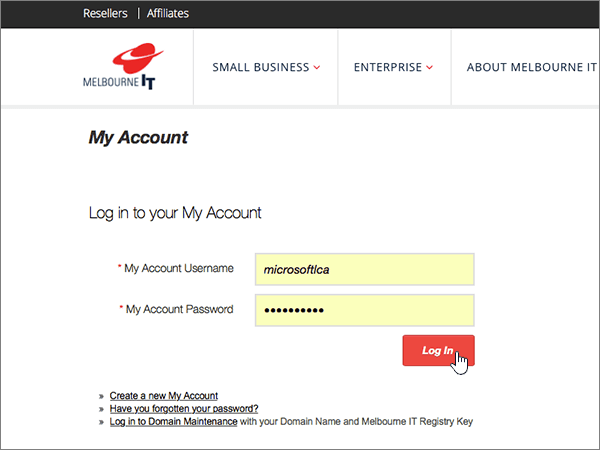 Resellers | Affiliates
MELBOURNE IT
SMALL BUSINESS ENTERPRISE ABOUT MELBOURNE IT
My Account
Log in to your My Account
* My Account Username microsoftlca
* My Account Password ••••••••••
Log In
» Create a new My Account
» Have you forgotten your password?
» Log in to Domain Maintenance with your Domain Name and Melbourne IT Registry Key